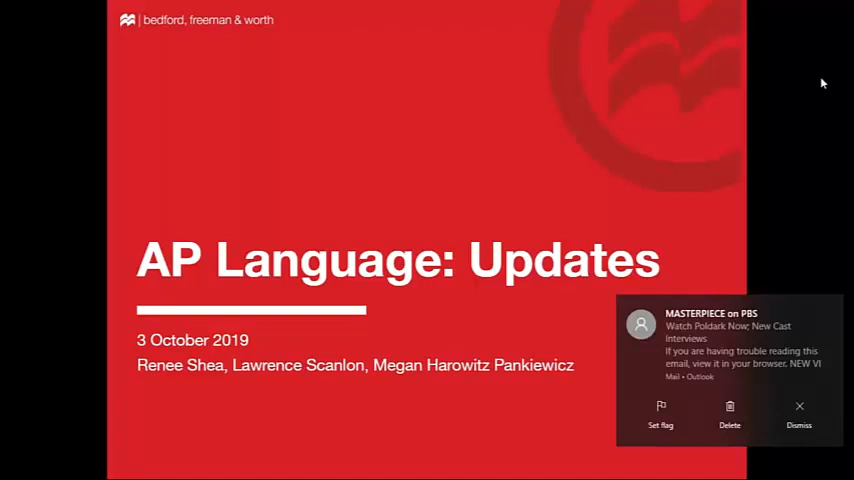 bedford, freeman & worth
AP Language: Updates
3 October 2019
Renee Shea, Lawrence Scanlon, Megan Harowitz Pankiewicz
MASTERPIECE on PBS
Watch Poldark Now; New Cast
Interviews
If you are having trouble reading this
email, view it in your browser. NEW VI
Mail • Outlook
Set flag
Delete
Dismiss